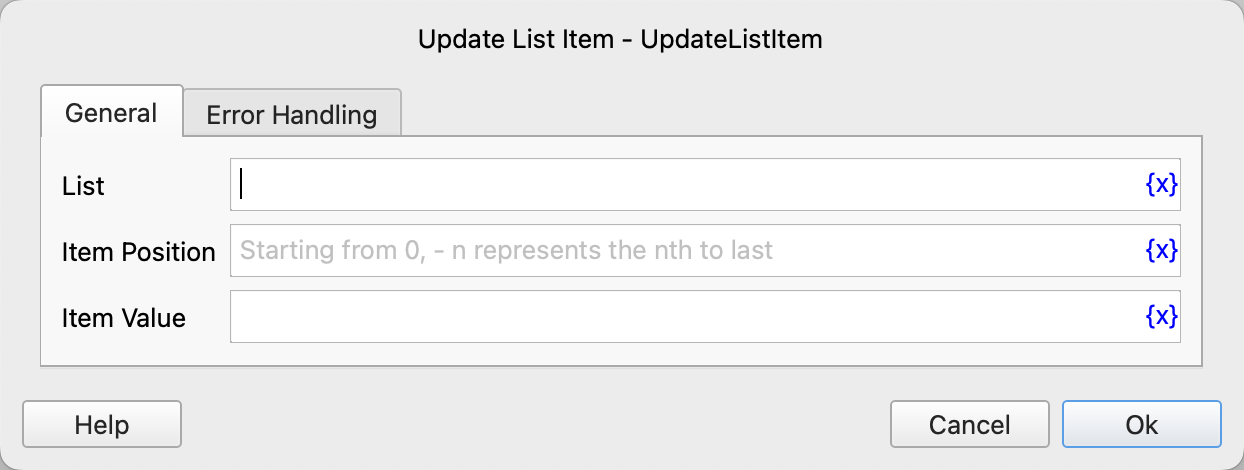 Update List Item - UpdateListItem
General
Error Handling
List
{x}
Item Position
Starting from 0, - n represents the nth to last
{x}
Item Value
{x}
Help
Cancel
Ok